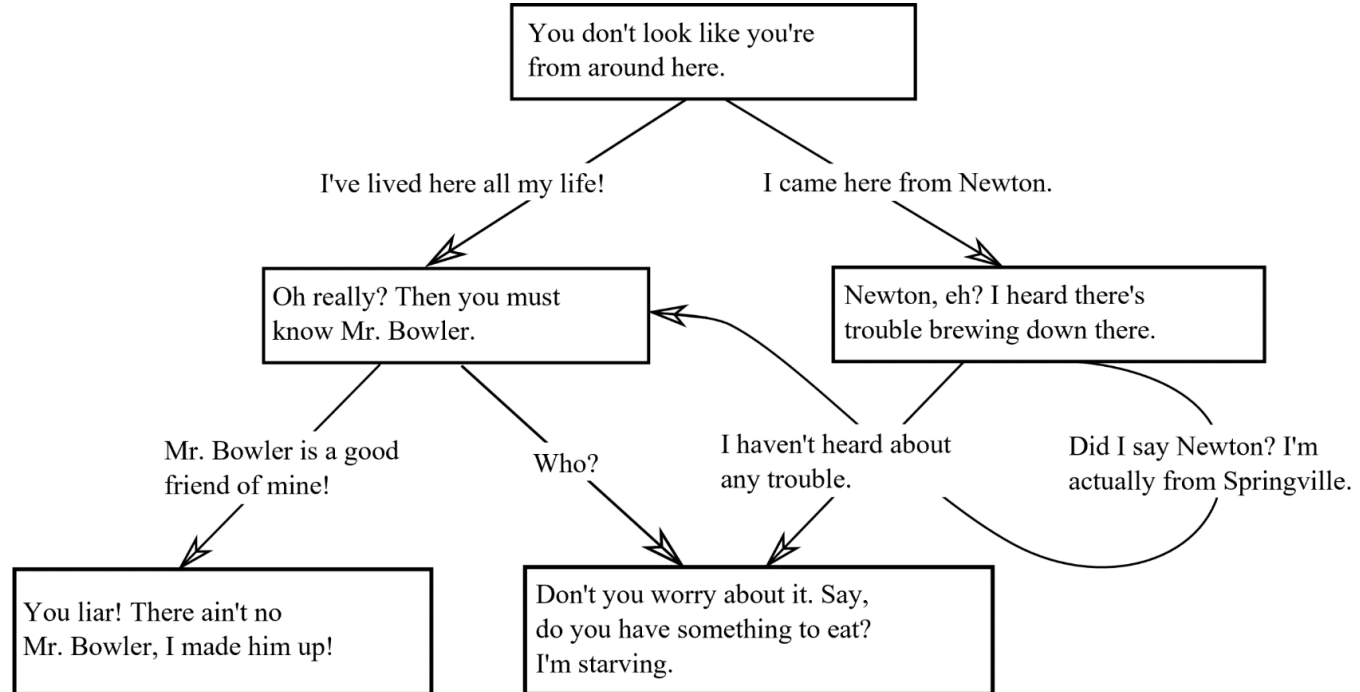 You don't look like you're
from around here.
I've lived here all my life!
I came here from Newton.
Oh really? Then you must
know Mr. Bowler.
Newton, eh? I heard there's
trouble brewing down there.
Mr. Bowler is a good
friend of mine!
Who?
I haven't heard about
any trouble.
Did I say Newton? I'm
actually from Springville.
You liar! There ain't no
Mr. Bowler, I made him up!
Don't you worry about it. Say,
do you have something to eat?
I'm starving.